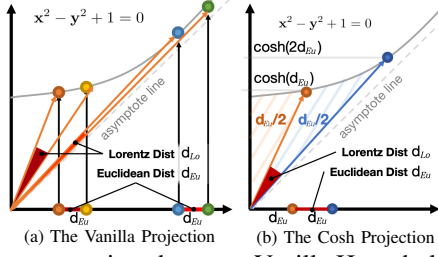 x² − y² + 1 = 0
asymptote line
Lorentz Dist d_Lo
Euclidean Dist d_Eu
d_Eu
d_Eu
(a) The Vanilla Projection
x² − y² + 1 = 0
cosh(2d_Eu)
cosh(d_Eu)
d_Eu/2
d_Eu/2
asymptote line
Lorentz Dist d_Lo
Euclidean Dist d_Eu
d_Eu
d_Eu
(b) The Cosh Projection